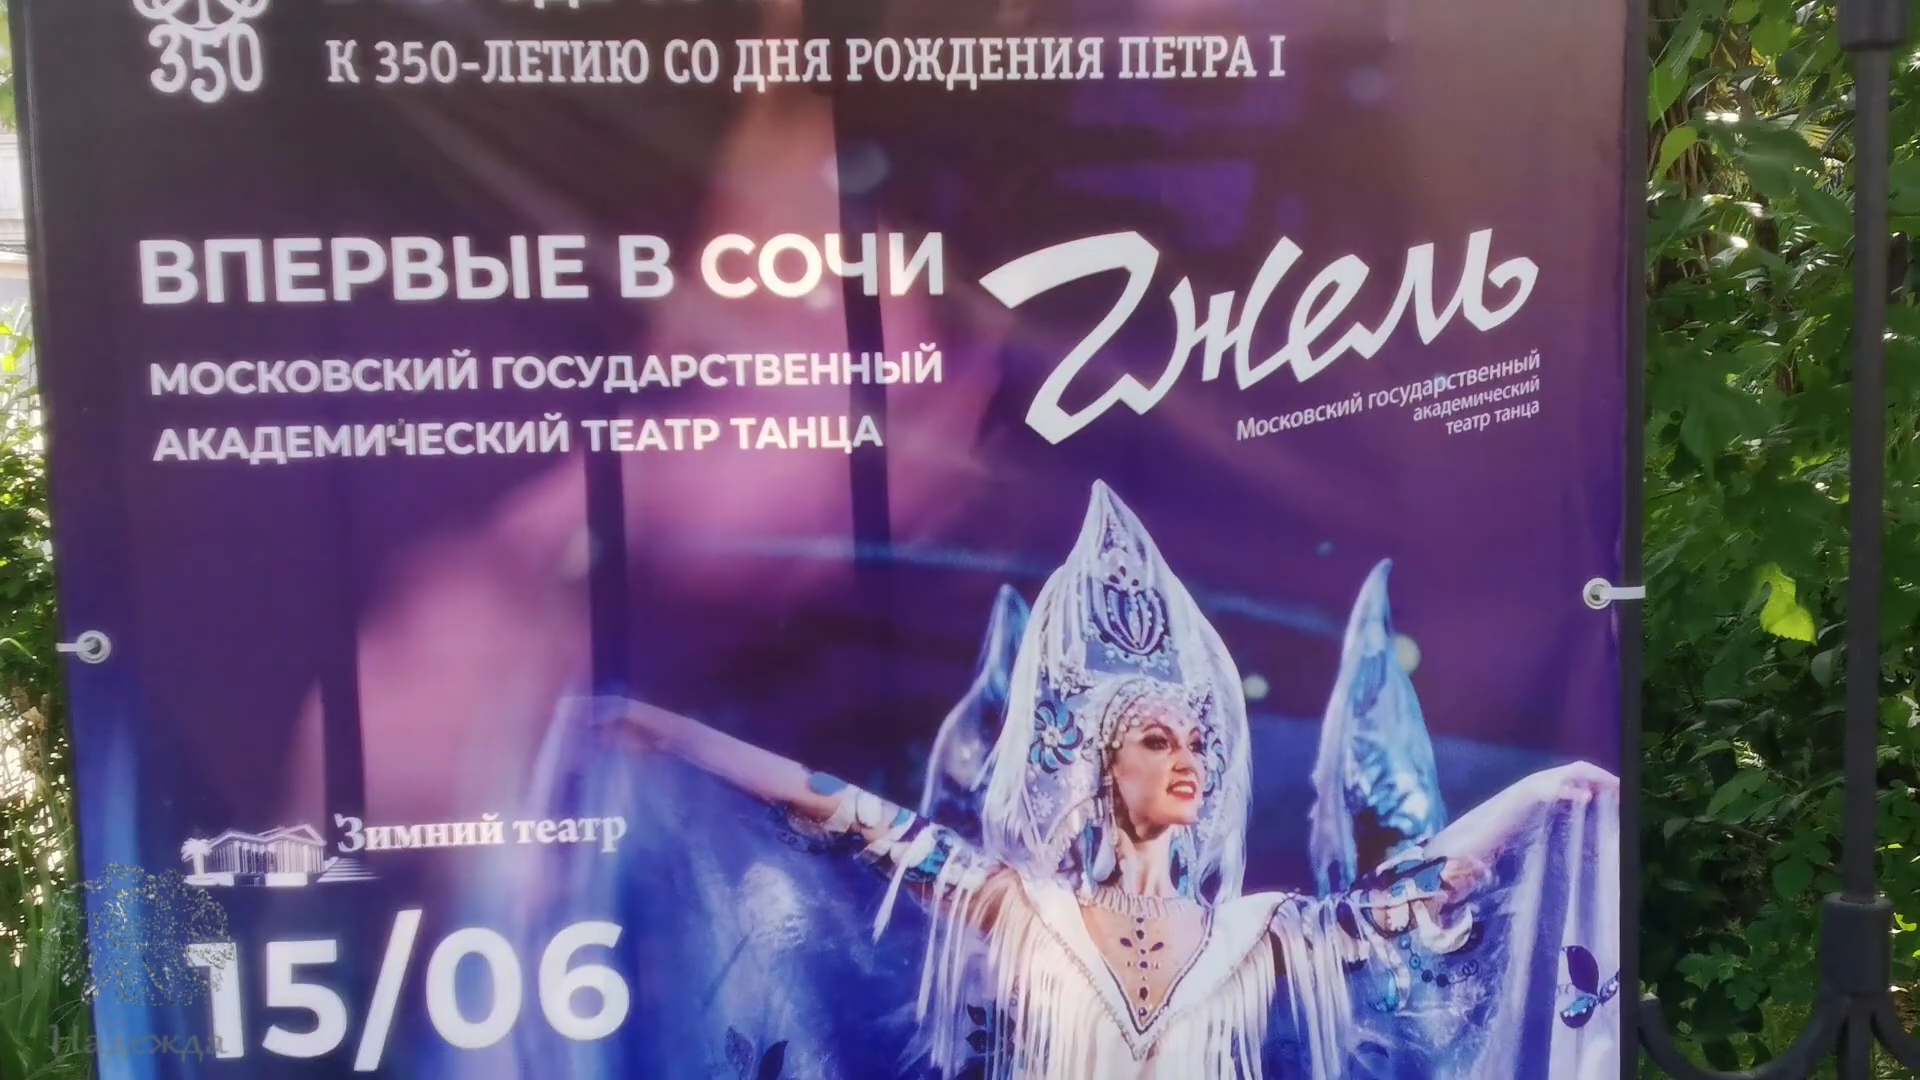 350
К 350-ЛЕТИЮ СО ДНЯ РОЖДЕНИЯ ПЕТРА I
ВПЕРВЫЕ В СОЧИ
МОСКОВСКИЙ ГОСУДАРСТВЕННЫЙ
АКАДЕМИЧЕСКИЙ ТЕАТР ТАНЦА
Гжель
Московский государственный
академический
театр танца
Зимний театр
15/06
Надежда